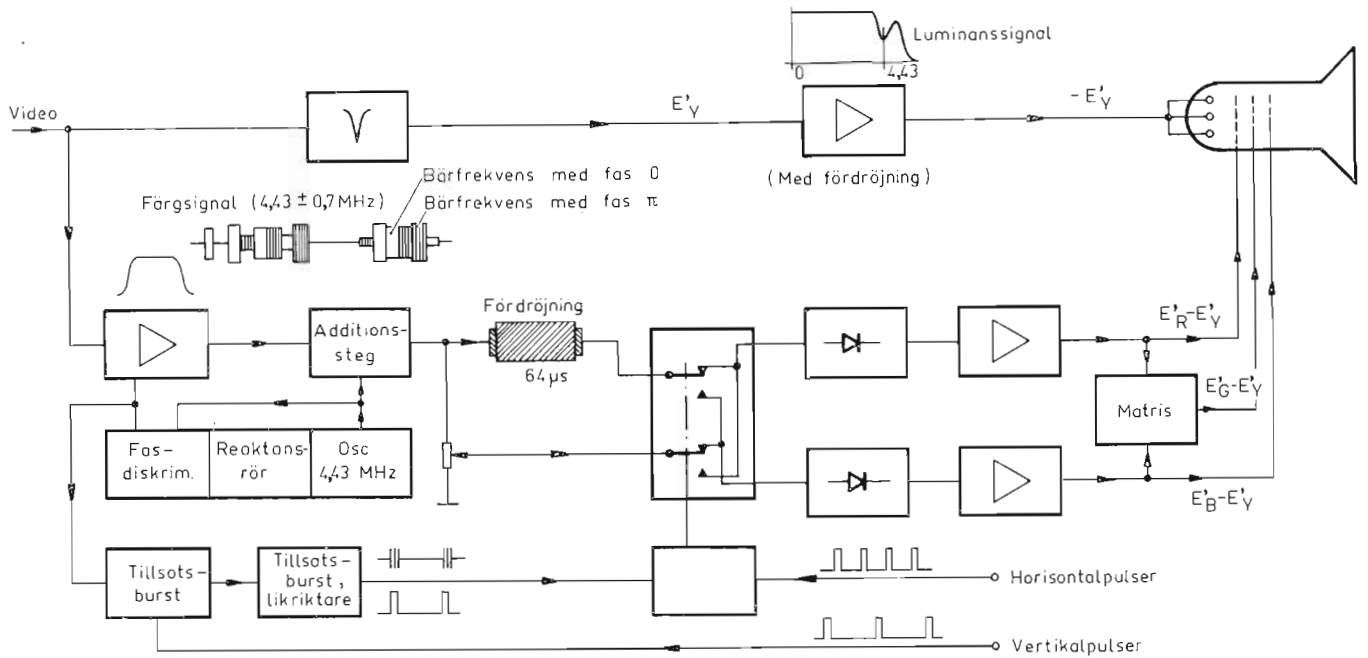 Luminanssignal
0
4,43
Video
E'Y
-E'Y
(Med fördröjning)
Bärfrekvens med fas 0
Färgsignal (4,43 ± 0,7 MHz)
Bärfrekvens med fas π
Fördröjning
64 µs
Additions-
steg
E'R-E'Y
E'G-E'Y
Matris
E'B-E'Y
Fas-
diskrim.
Reaktans-
rör
Osc
4,43 MHz
Tillsats-
burst
Tillsats-
burst,
likriktare
Horisontalpulser
Vertikalpulser